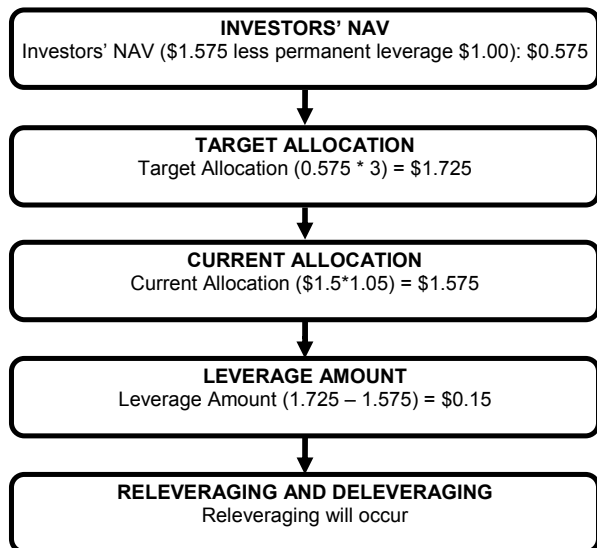 INVESTORS' NAV
Investors' NAV ($1.575 less permanent leverage $1.00): $0.575
TARGET ALLOCATION
Target Allocation (0.575 * 3) = $1.725
CURRENT ALLOCATION
Current Allocation ($1.5*1.05) = $1.575
LEVERAGE AMOUNT
Leverage Amount (1.725 – 1.575) = $0.15
RELEVERAGING AND DELEVERAGING
Releveraging will occur